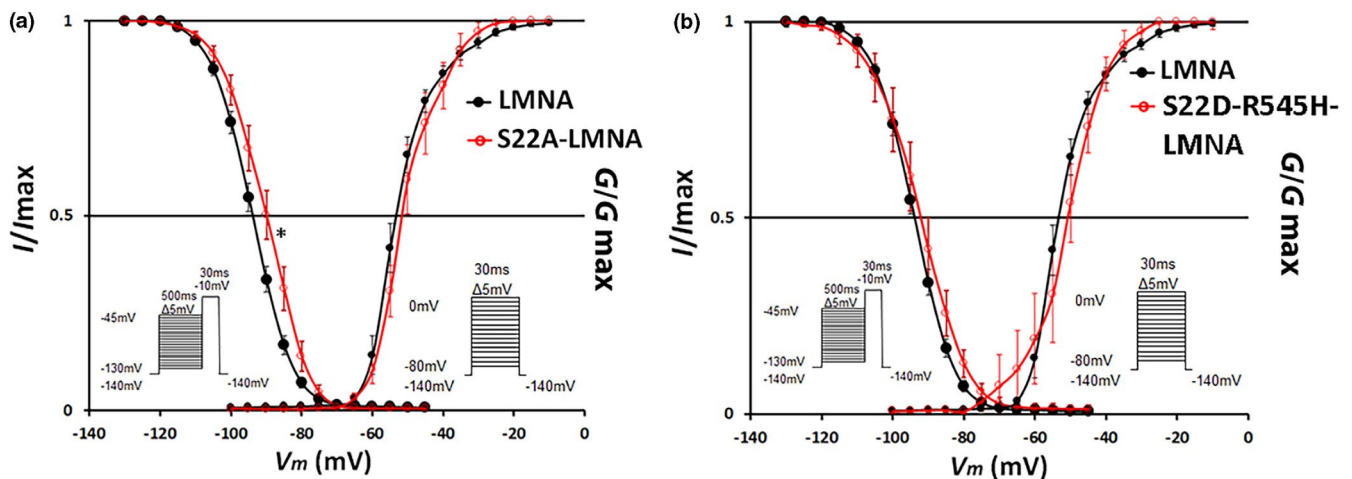 (a)
1
0.5
0
I/Imax
G/G max
LMNA
S22A-LMNA
*
30ms
-10mV
500ms
Δ5mV
-45mV
-130mV
-140mV
-140mV
30ms
Δ5mV
0mV
-80mV
-140mV
-140mV
-140
-120
-100
-80
-60
-40
-20
0
Vm (mV)
(b)
1
0.5
0
I/Imax
G/G max
LMNA
S22D-R545H-
LMNA
30ms
-10mV
500ms
Δ5mV
-45mV
-130mV
-140mV
-140mV
30ms
Δ5mV
0mV
-80mV
-140mV
-140mV
-140
-120
-100
-80
-60
-40
-20
0
Vm (mV)